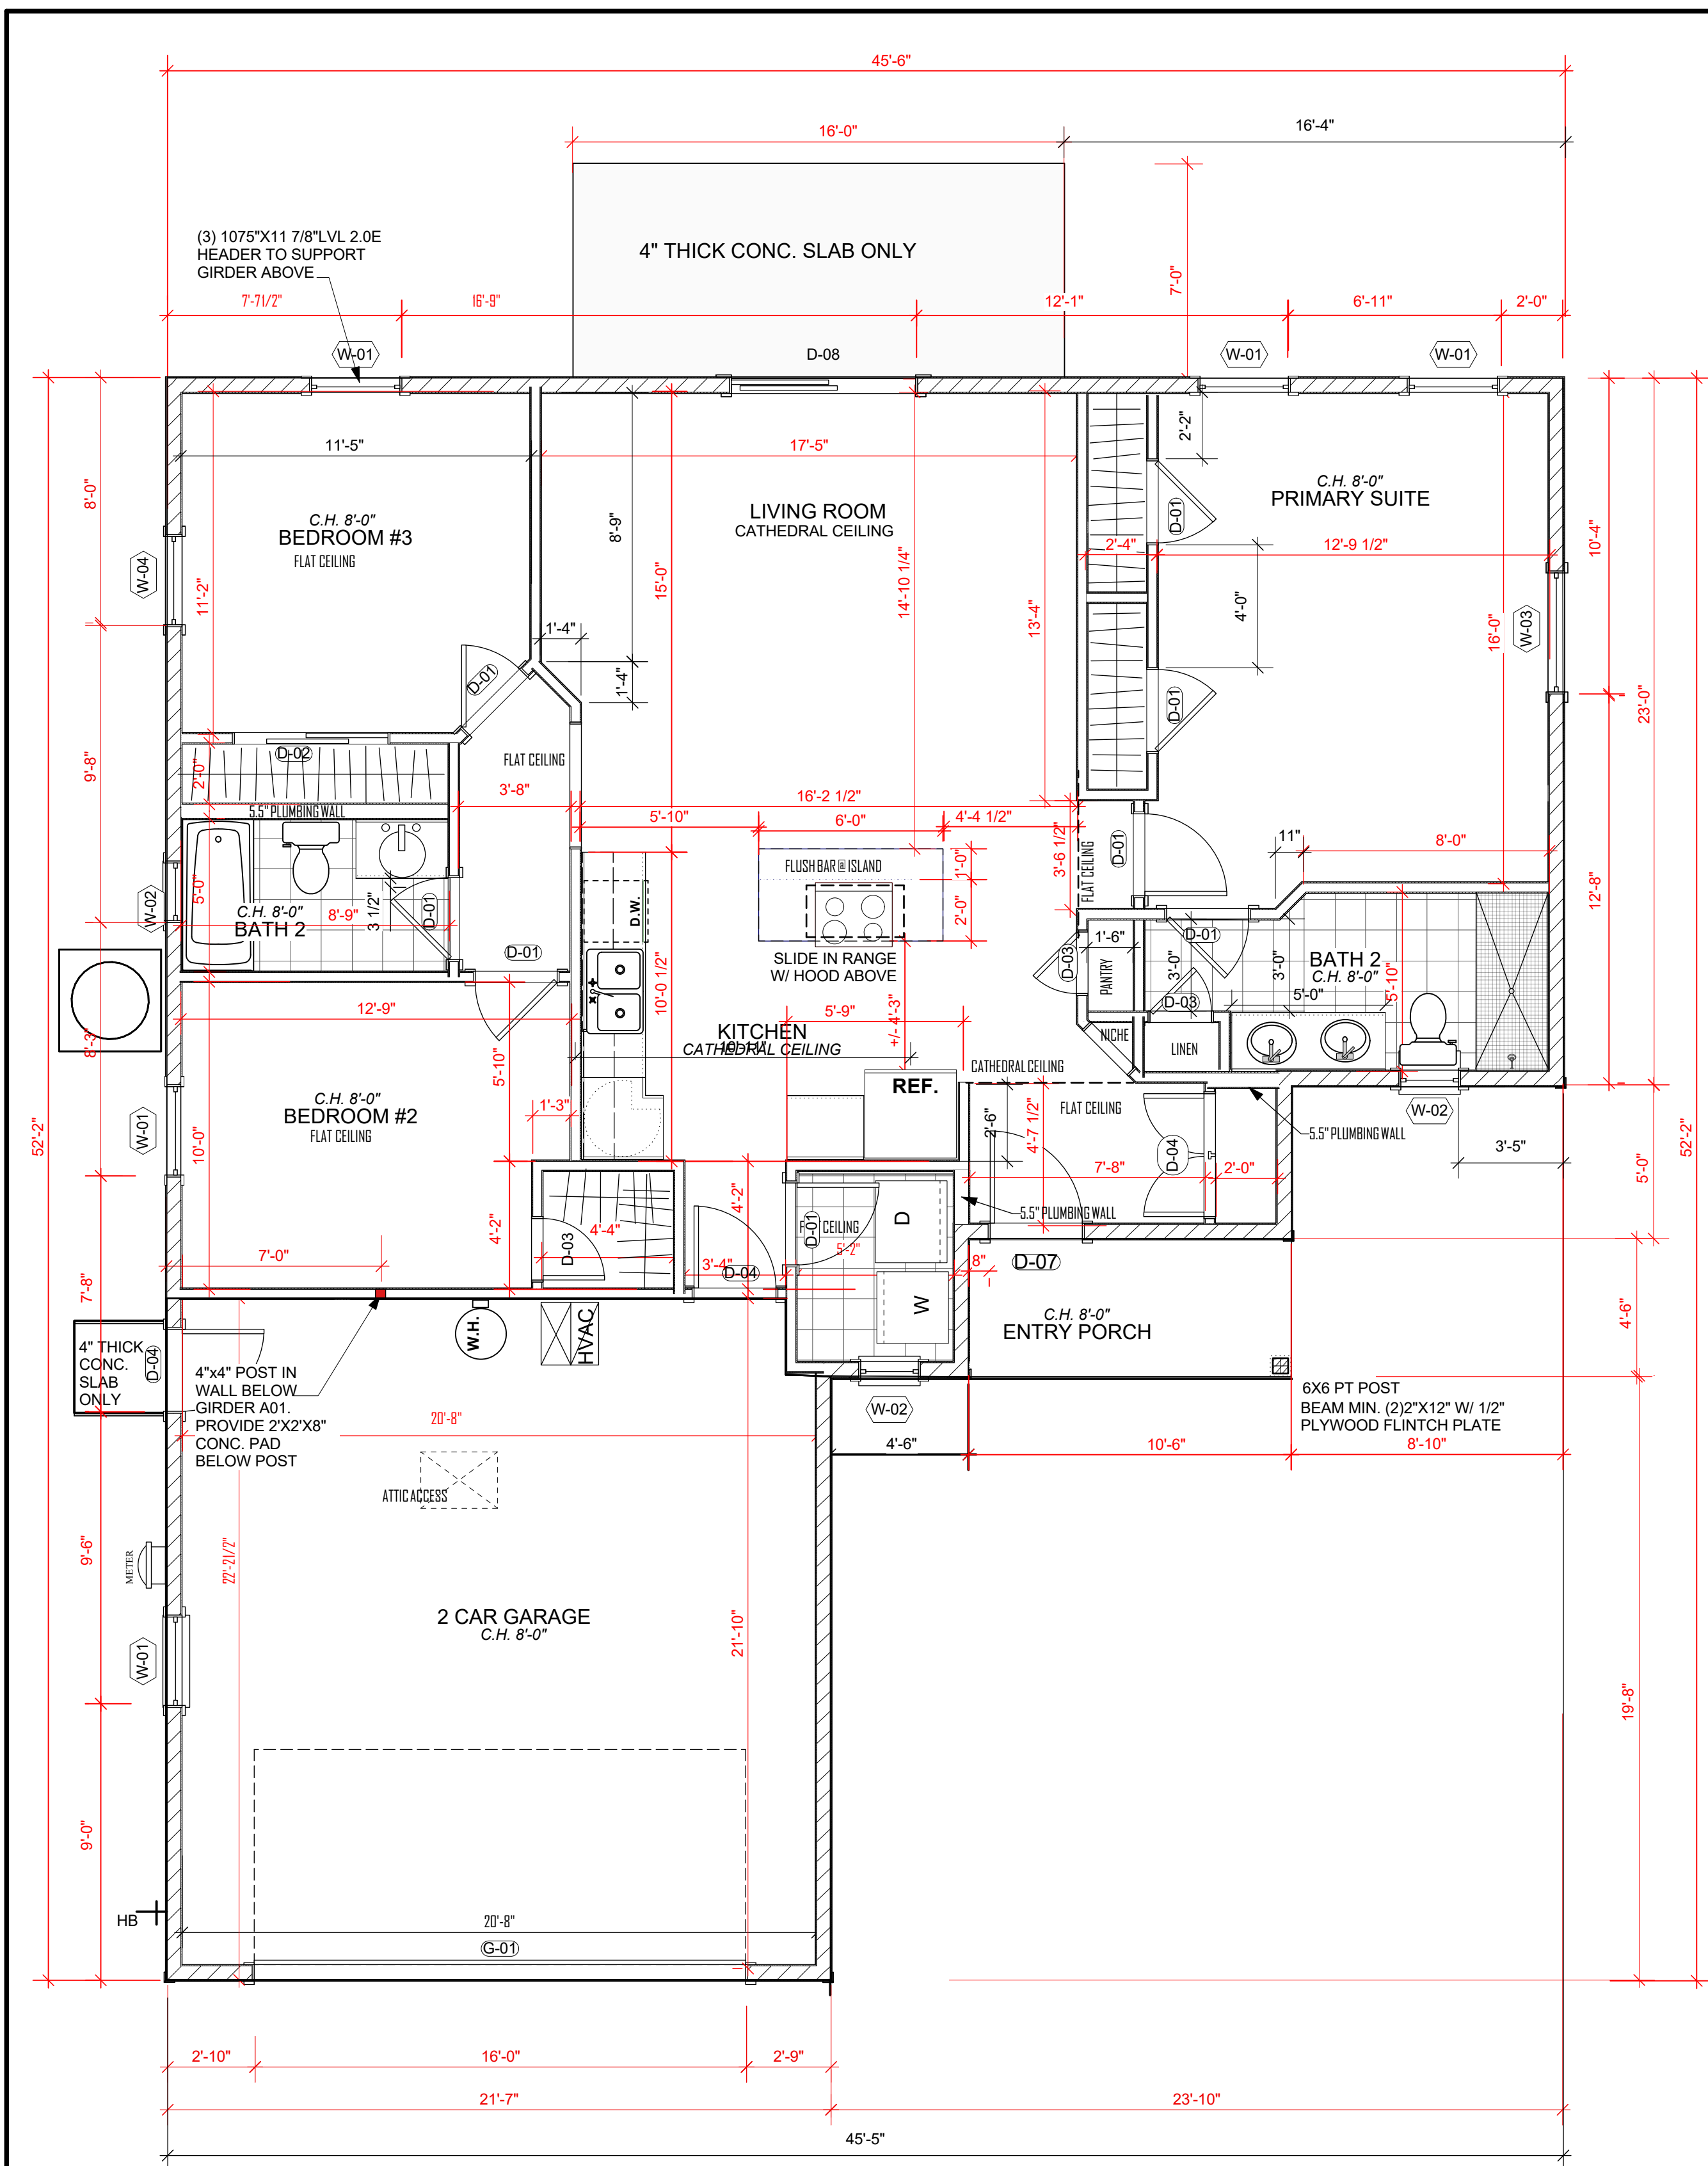 45'-6"
16'-0"
16'-4"
(3) 1075"X11 7/8"LVL 2.0E
HEADER TO SUPPORT
GIRDER ABOVE
4" THICK CONC. SLAB ONLY
7'-0"
7'-71/2"
16'-9"
12'-1"
6'-11"
2'-0"
W-01
D-08
W-01
W-01
11'-5"
17'-5"
2'-2"
8'-0"
C.H. 8'-0"
BEDROOM #3
FLAT CEILING
8'-9"
LIVING ROOM
CATHEDRAL CEILING
C.H. 8'-0"
PRIMARY SUITE
D-01
10'-4"
2'-4"
12'-9 1/2"
W-04
11'-2"
15'-0"
14'-10 1/4"
13'-4"
4'-0"
16'-0"
W-03
1'-4"
1'-4"
D-01
D-01
23'-0"
D-02
FLAT CEILING
9'-8"
2'-0"
3'-8"
16'-2 1/2"
5.5" PLUMBING WALL
5'-10"
6'-0"
4'-4 1/2"
3'-6 1/2"
D-01
FLAT CEILING
11"
8'-0"
FLUSH BAR @ ISLAND
1'-0"
2'-0"
W-02
5'-0"
C.H. 8'-0"
8'-9"
BATH 2
3 1/2"
D-01
D.W.
12'-8"
D-01
SLIDE IN RANGE
W/ HOOD ABOVE
D-03
1'-6"
PANTRY
3'-0"
D-01
3'-0"
BATH 2
C.H. 8'-0"
5'-10"
D-03
5'-0"
12'-9"
10'-0 1/2"
5'-9"
+/- 4'-3"
KITCHEN
CATHEDRAL CEILING
NICHE
LINEN
8'-3"
5'-10"
CATHEDRAL CEILING
REF.
C.H. 8'-0"
BEDROOM #2
FLAT CEILING
1'-3"
W-01
10'-0"
2'-6"
4'-7 1/2"
FLAT CEILING
D-04
W-02
5.5" PLUMBING WALL
3'-5"
52'-2"
52'-2"
5'-0"
7'-8"
2'-0"
4'-2"
4'-2"
D-03
4'-4"
D-01
CEILING
D
5.5" PLUMBING WALL
5'-2"
7'-0"
3'-4"
D-04
8"
D-07
7'-8"
W
C.H. 8'-0"
ENTRY PORCH
4'-6"
W.H.
HVAC
4" THICK
CONC.
SLAB
ONLY
D-04
4"x4" POST IN
WALL BELOW
GIRDER A01.
PROVIDE 2'X2'X8"
CONC. PAD
BELOW POST
20'-8"
W-02
6X6 PT POST
BEAM MIN. (2)2"X12" W/ 1/2"
PLYWOOD FLINTCH PLATE
4'-6"
10'-6"
8'-10"
ATTIC ACCESS
9'-6"
METER
22'-21/2"
2 CAR GARAGE
C.H. 8'-0"
21'-10"
W-01
19'-8"
9'-0"
HB
20'-8"
G-01
2'-10"
16'-0"
2'-9"
21'-7"
23'-10"
45'-5"